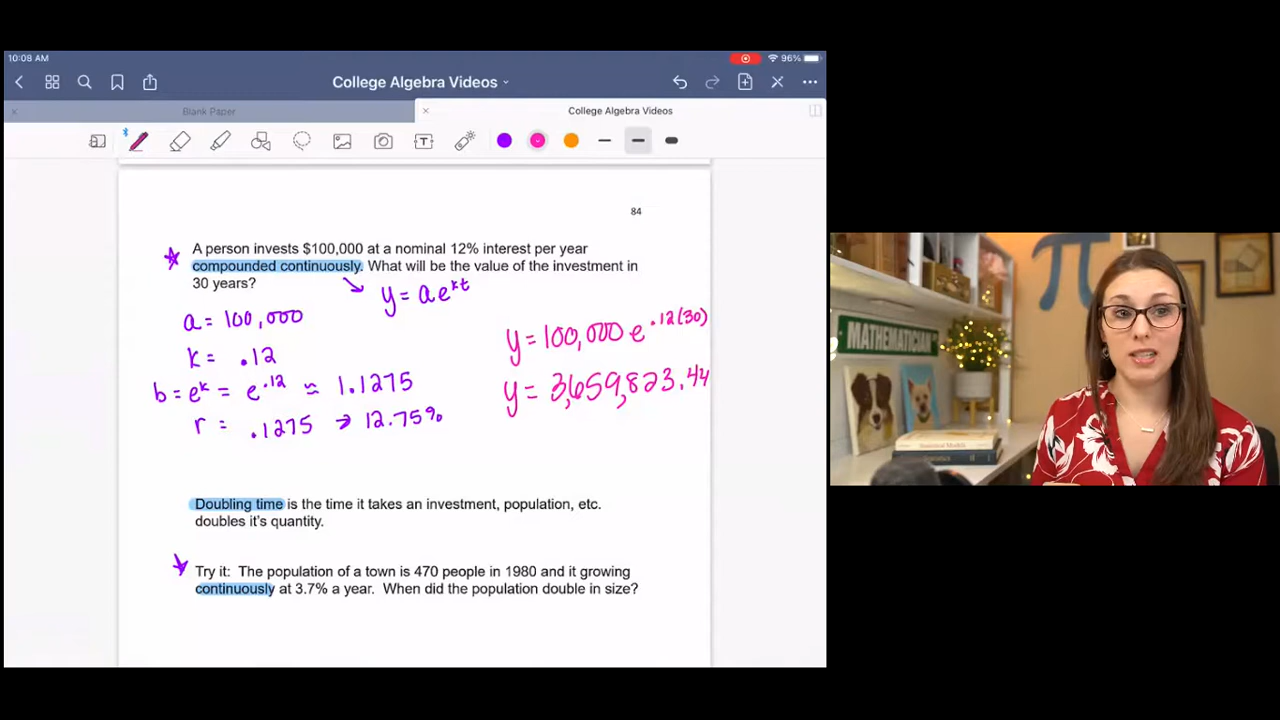 10:08 AM
96%
College Algebra Videos
Blank Paper
College Algebra Videos
84
A person invests $100,000 at a nominal 12% interest per year
compounded continuously. What will be the value of the investment in
30 years?
y = ae^kt
a = 100,000
k = .12
b = e^k = e^.12 ≈ 1.1275
r = .1275 → 12.75%
y = 100,000 e^.12(30)
y = 3,659,823.44
Doubling time is the time it takes an investment, population, etc.
doubles it's quantity.
Try it: The population of a town is 470 people in 1980 and it growing
continuously at 3.7% a year. When did the population double in size?
MATHEMATICIAN